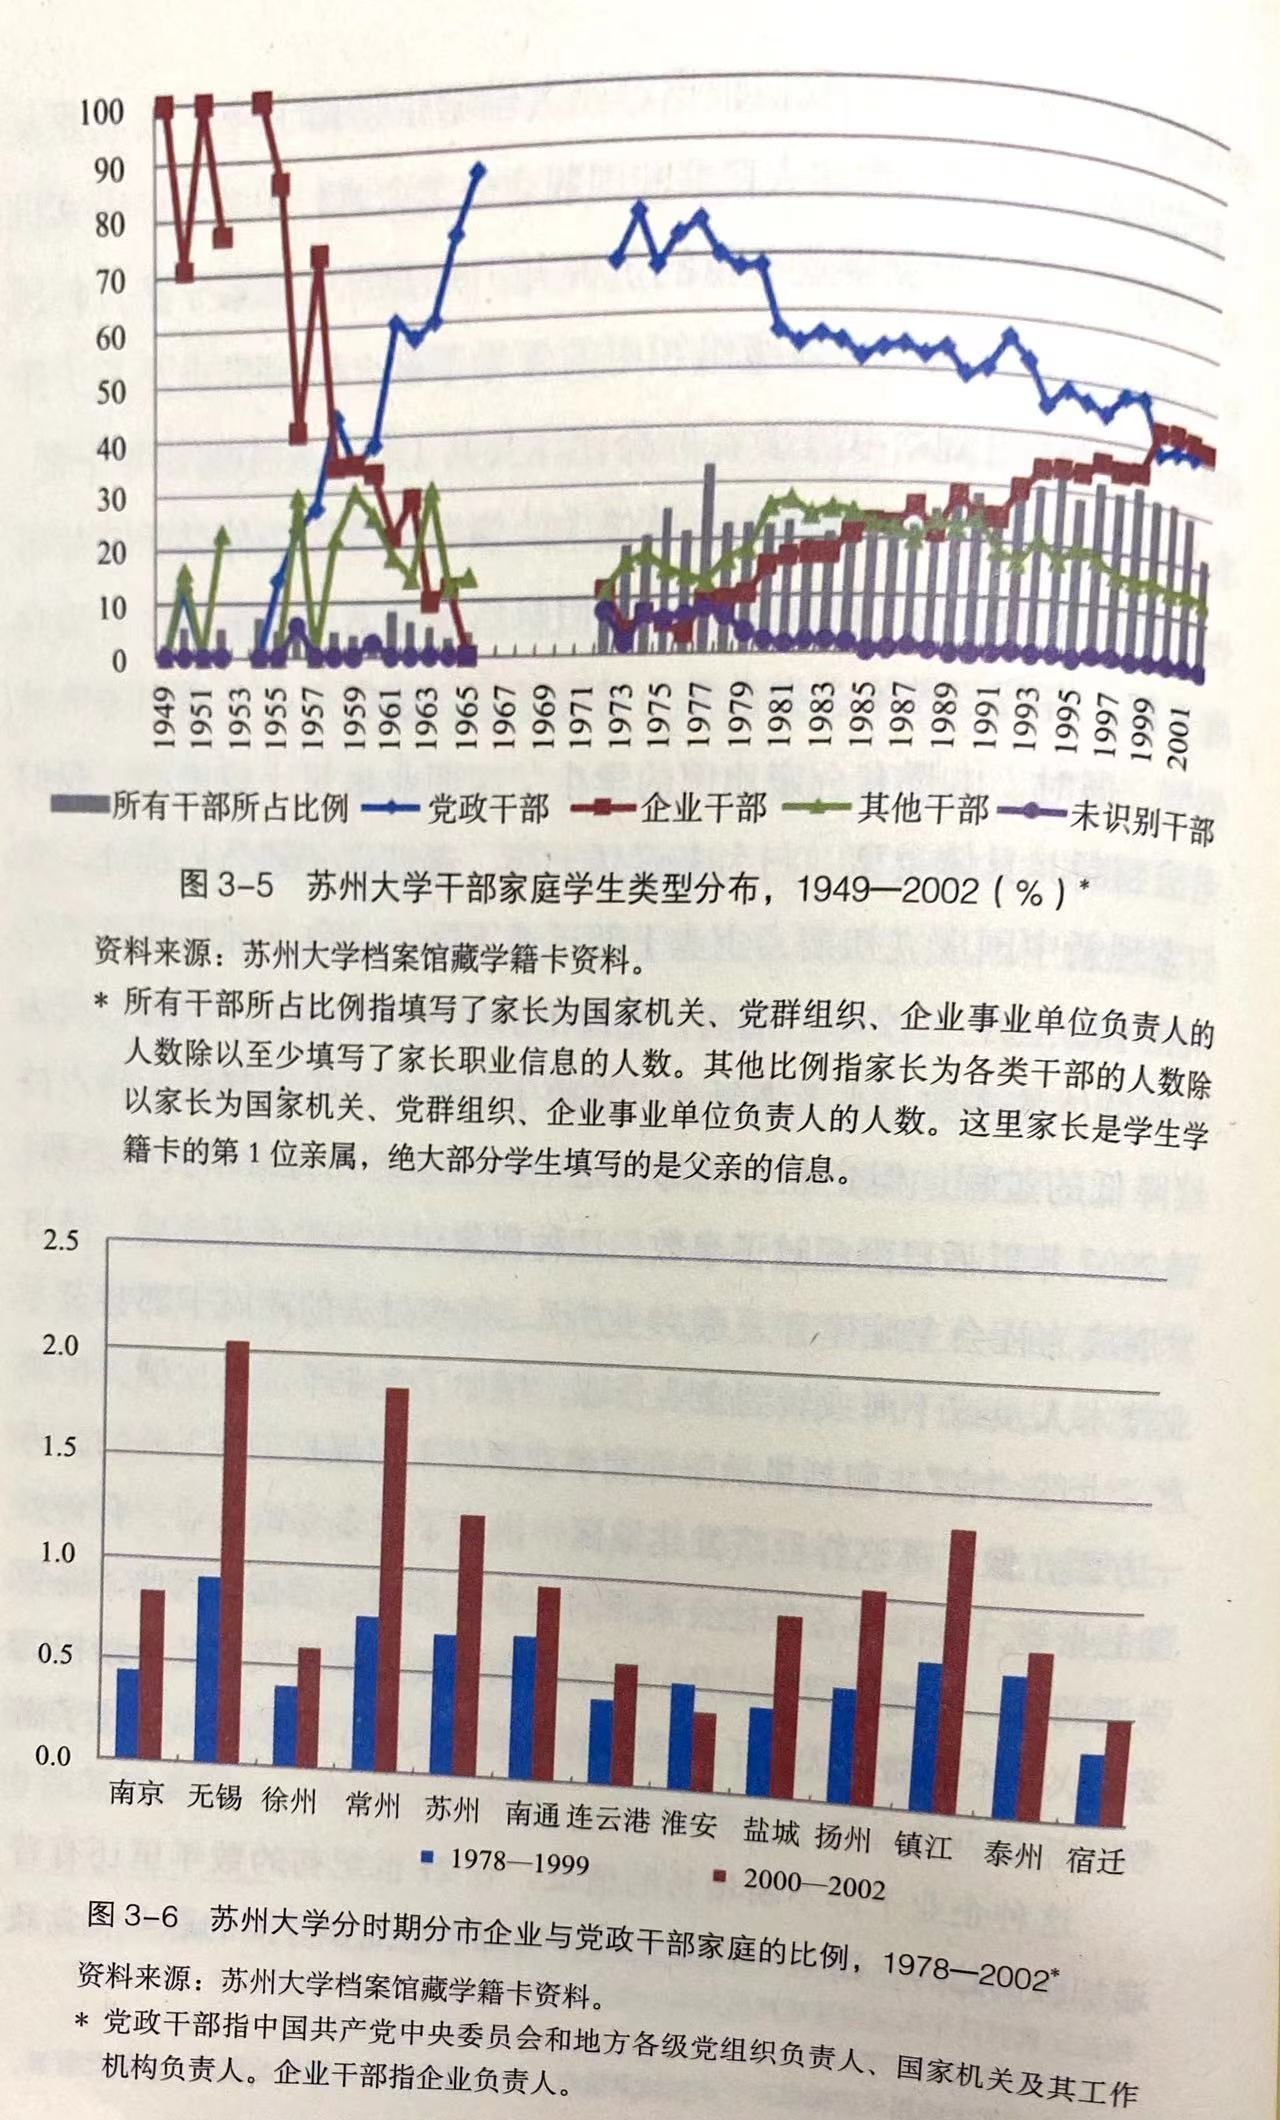 100
90
80
70
60
50
40
30
20
10
0
1949 1951 1953 1955 1957 1959 1961 1963 1965 1967 1969 1971 1973 1975 1977 1979 1981 1983 1985 1987 1989 1991 1993 1995 1997 1999 2001
所有干部所占比例 党政干部 企业干部 其他干部 未识别干部
图 3-5 苏州大学干部家庭学生类型分布，1949—2002（%）*
资料来源：苏州大学档案馆藏学籍卡资料。
* 所有干部所占比例指填写了家长为国家机关、党群组织、企业事业单位负责人的
人数除以至少填写了家长职业信息的人数。其他比例指家长为各类干部的人数除
以家长为国家机关、党群组织、企业事业单位负责人的人数。这里家长是学生学
籍卡的第 1 位亲属，绝大部分学生填写的是父亲的信息。
2.5
2.0
1.5
1.0
0.5
0.0
南京 无锡 徐州 常州 苏州 南通 连云港 淮安 盐城 扬州 镇江 泰州 宿迁
1978—1999 2000—2002
图 3-6 苏州大学分时期分市企业与党政干部家庭的比例，1978—2002*
资料来源：苏州大学档案馆藏学籍卡资料。
* 党政干部指中国共产党中央委员会和地方各级党组织负责人、国家机关及其工作
机构负责人。企业干部指企业负责人。